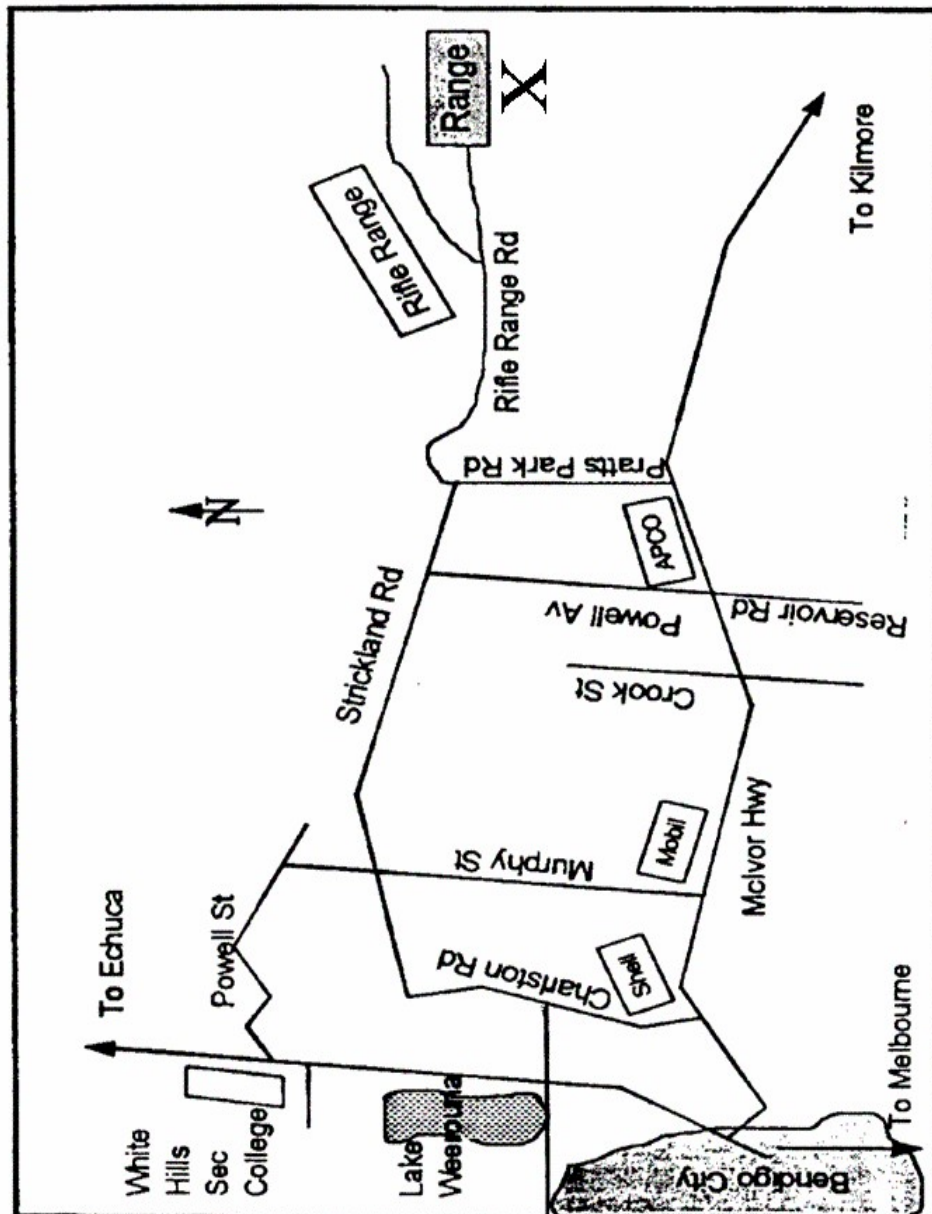 To Echuca
White
Hills
Sec
College
Powell St
Lake
Weeroona
Bendigo City
To Melbourne
Charlston Rd
Shell
Murphy St
Mobil
McIvor Hwy
Strickland Rd
Crook St
Powell Av
Reservoir Rd
APCO
N
Pratts Park Rd
Rifle Range Rd
Rifle Range
Range
X
To Kilmore